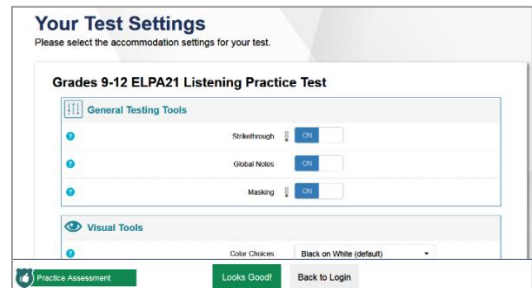 Your Test Settings
Please select the accommodation settings for your test.
Grades 9-12 ELPA21 Listening Practice Test
General Testing Tools
Strikethrough ON
Global Notes ON
Masking ON
Visual Tools
Color Choices Black on White (default)
Practice Assessment Looks Good! Back to Login